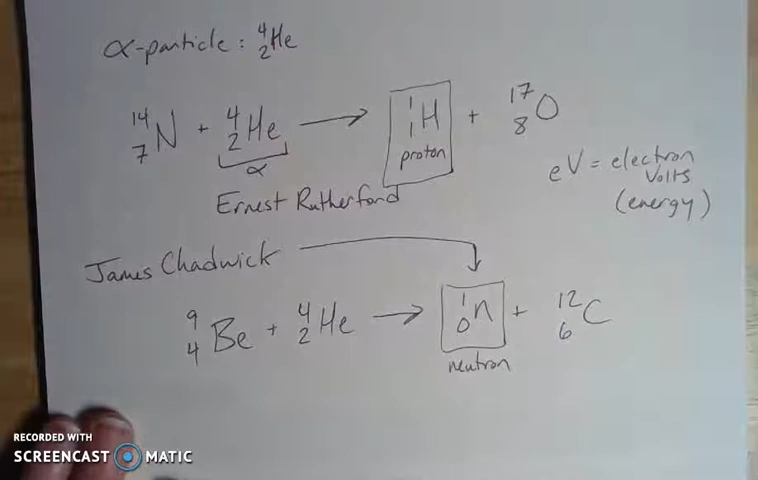 α-particle : ⁴₂He
¹⁴₇N + ⁴₂He → ¹₁H + ¹⁷₈O
α
proton
eV = electron
Volts
(energy)
Ernest Rutherford
James Chadwick
⁹₄Be + ⁴₂He → ¹₀n + ¹²₆C
neutron
RECORDED WITH
SCREENCAST MATIC